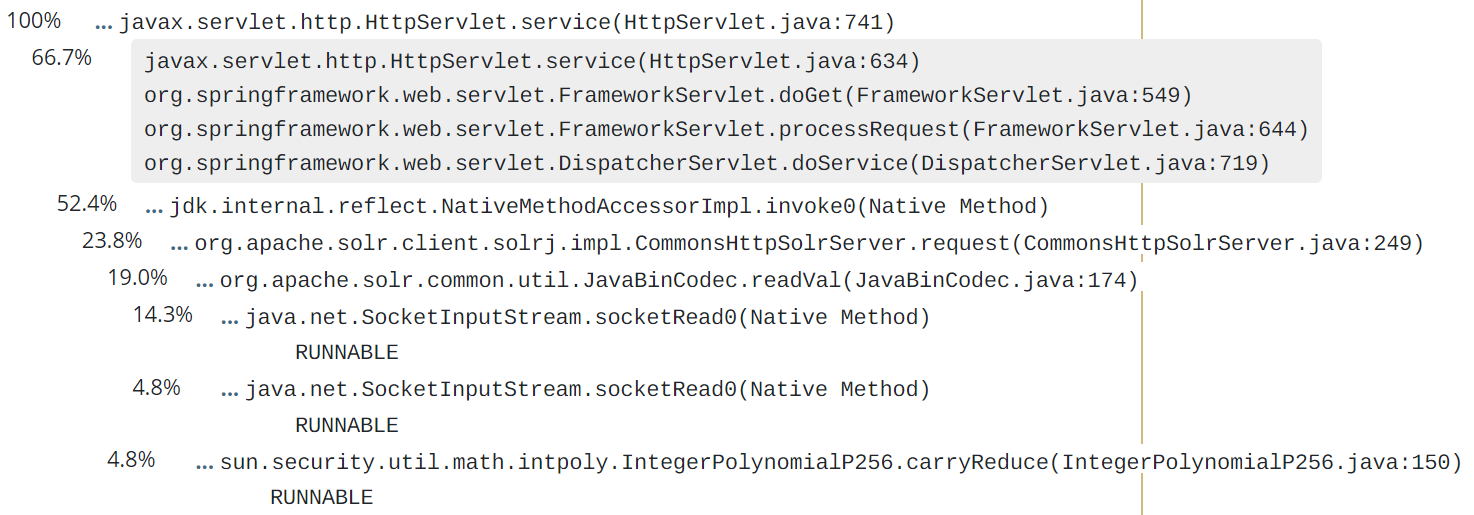 100% ... javax.servlet.http.HttpServlet.service(HttpServlet.java:741)
66.7% javax.servlet.http.HttpServlet.service(HttpServlet.java:634)
org.springframework.web.servlet.FrameworkServlet.doGet(FrameworkServlet.java:549)
org.springframework.web.servlet.FrameworkServlet.processRequest(FrameworkServlet.java:644)
org.springframework.web.servlet.DispatcherServlet.doService(DispatcherServlet.java:719)
52.4% ... jdk.internal.reflect.NativeMethodAccessorImpl.invoke0(Native Method)
23.8% ... org.apache.solr.client.solrj.impl.CommonsHttpSolrServer.request(CommonsHttpSolrServer.java:249)
19.0% ... org.apache.solr.common.util.JavaBinCodec.readVal(JavaBinCodec.java:174)
14.3% ... java.net.SocketInputStream.socketRead0(Native Method)
RUNNABLE
4.8% ... java.net.SocketInputStream.socketRead0(Native Method)
RUNNABLE
4.8% ... sun.security.util.math.intpoly.IntegerPolynomialP256.carryReduce(IntegerPolynomialP256.java:150)
RUNNABLE